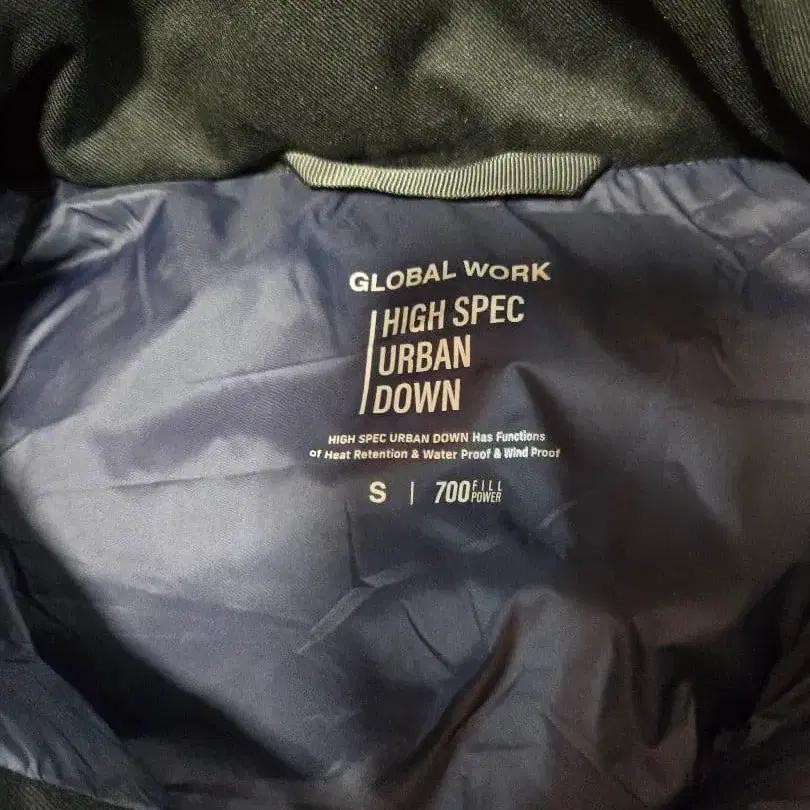 GLOBAL WORK
HIGH SPEC
URBAN
DOWN
HIGH SPEC URBAN DOWN Has Functions
of Heat Retention & Water Proof & Wind Proof
S | 700 FILL POWER